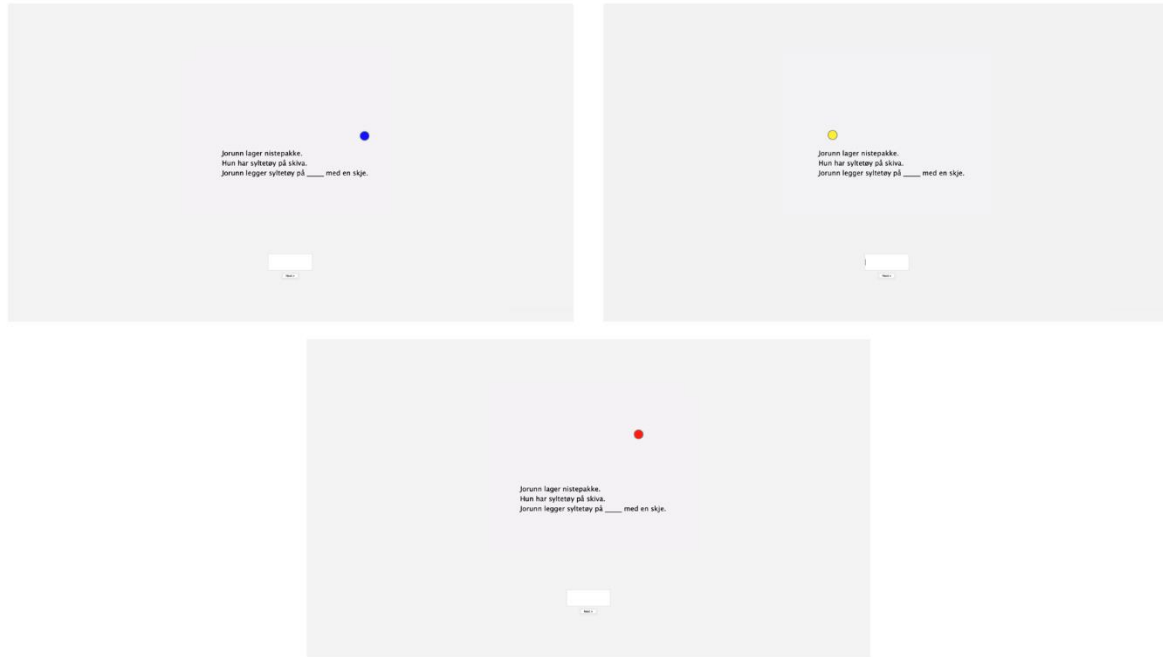 Jorunn lager nistepakke.
Hun har syltetøy på skiva.
Jorunn legger syltetøy på _____ med en skje.
Jorunn lager nistepakke.
Hun har syltetøy på skiva.
Jorunn legger syltetøy på _____ med en skje.
Jorunn lager nistepakke.
Hun har syltetøy på skiva.
Jorunn legger syltetøy på _____ med en skje.